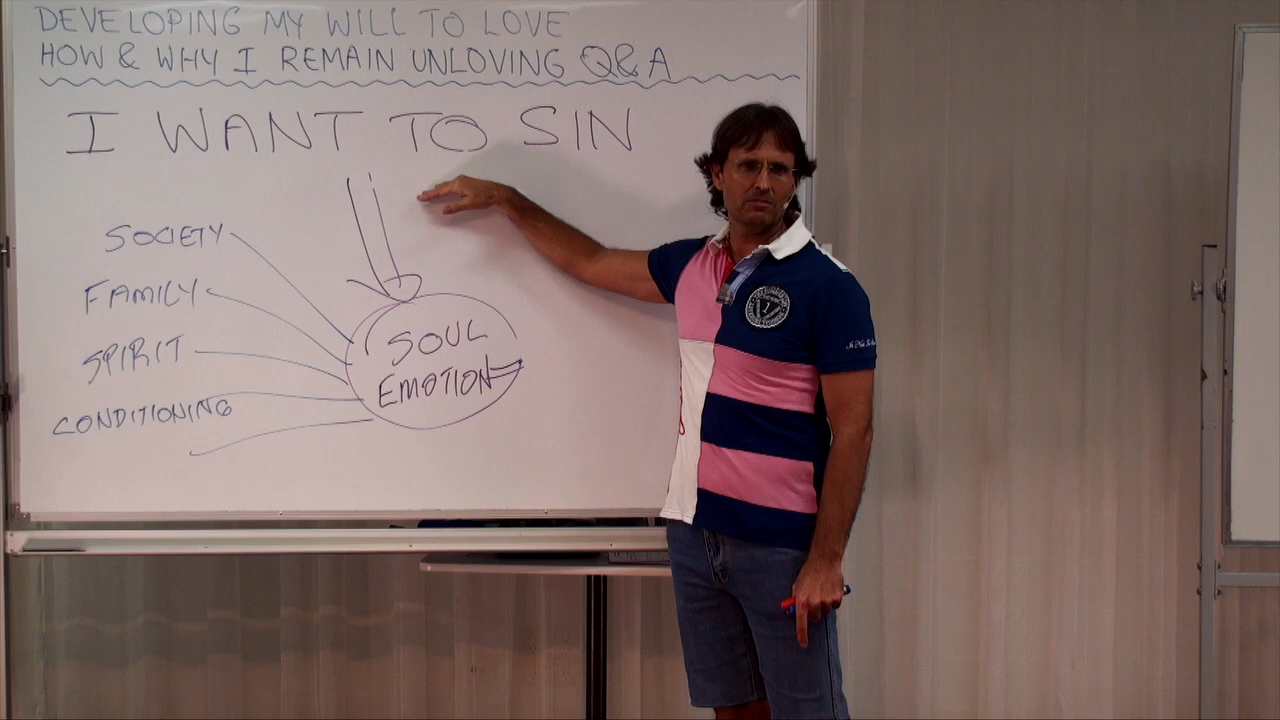 DEVELOPING MY WILL TO LOVE
HOW & WHY I REMAIN UNLOVING Q&A
I WANT TO SIN
SOCIETY
FAMILY
SPIRIT
CONDITIONING
SOUL
EMOTION